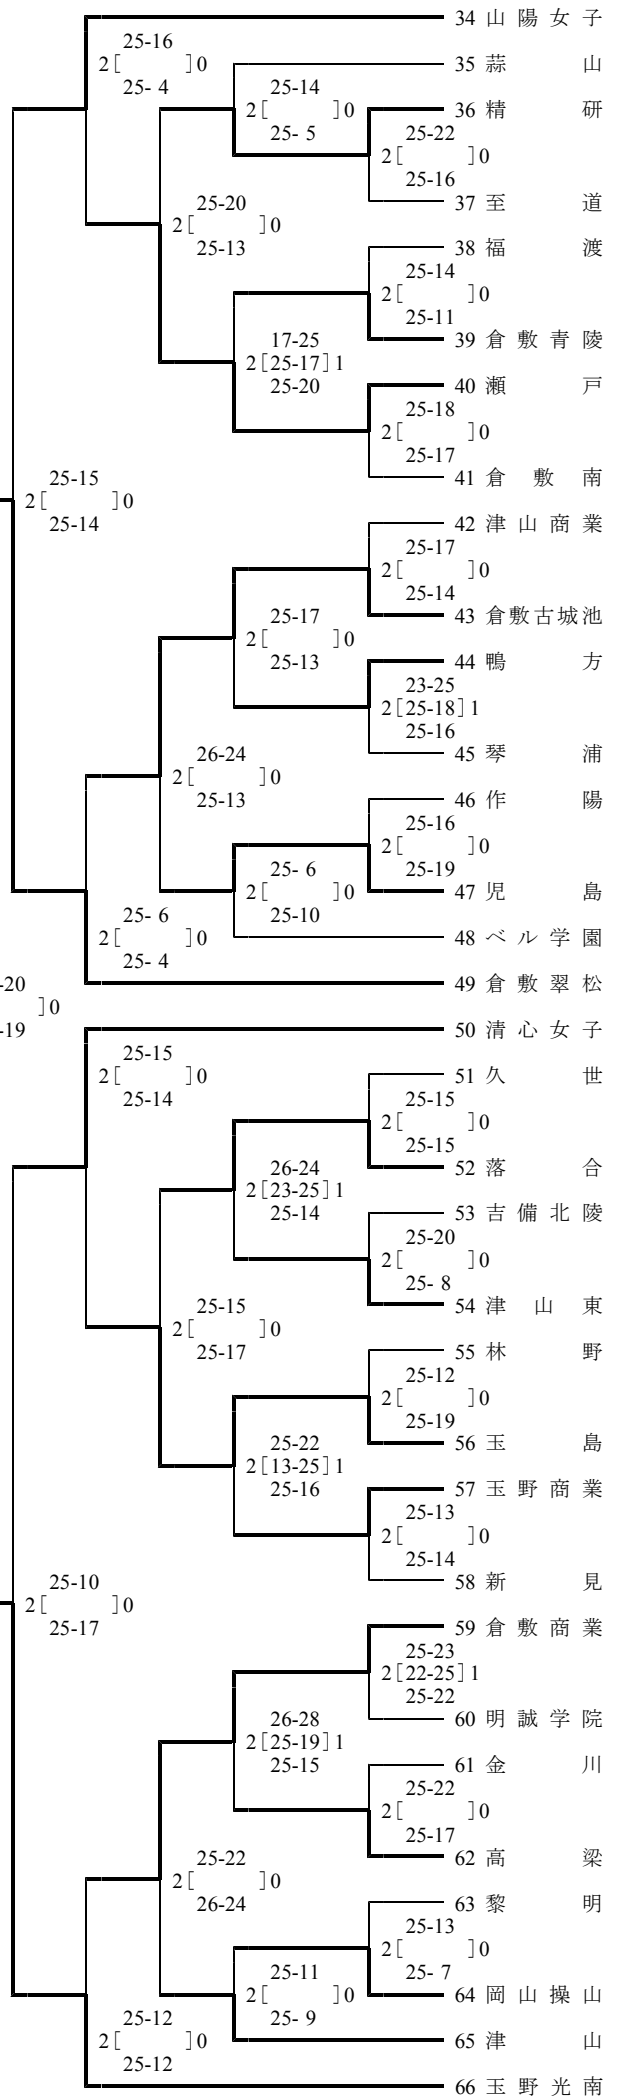 34 山陽女子
25-16
2[ ]0
25- 4
35 蒜山
25-14
2[ ]0
25- 5
36 精研
25-22
2[ ]0
25-16
37 至道
25-20
2[ ]0
25-13
38 福渡
25-14
2[ ]0
25-11
39 倉敷青陵
17-25
2[25-17]1
25-20
40 瀬戸
25-18
2[ ]0
25-17
41 倉敷南
25-15
2[ ]0
25-14
42 津山商業
25-17
2[ ]0
25-14
43 倉敷古城池
25-17
2[ ]0
25-13
44 鴨方
23-25
2[25-18]1
25-16
45 琴浦
26-24
2[ ]0
25-13
46 作陽
25-16
2[ ]0
25-19
47 児島
25- 6
2[ ]0
25-10
48 ベル学園
25- 6
2[ ]0
25- 4
49 倉敷翠松
-20
]0
-19
50 清心女子
25-15
2[ ]0
25-14
51 久世
25-15
2[ ]0
25-15
52 落合
26-24
2[23-25]1
25-14
53 吉備北陵
25-20
2[ ]0
25- 8
54 津山東
25-15
2[ ]0
25-17
55 林野
25-12
2[ ]0
25-19
56 玉島
25-22
2[13-25]1
25-16
57 玉野商業
25-13
2[ ]0
25-14
58 新見
25-10
2[ ]0
25-17
59 倉敷商業
25-23
2[22-25]1
25-22
60 明誠学院
26-28
2[25-19]1
25-15
61 金川
25-22
2[ ]0
25-17
62 高梁
25-22
2[ ]0
26-24
63 黎明
25-13
2[ ]0
25- 7
64 岡山操山
25-11
2[ ]0
25- 9
65 津山
25-12
2[ ]0
25-12
66 玉野光南